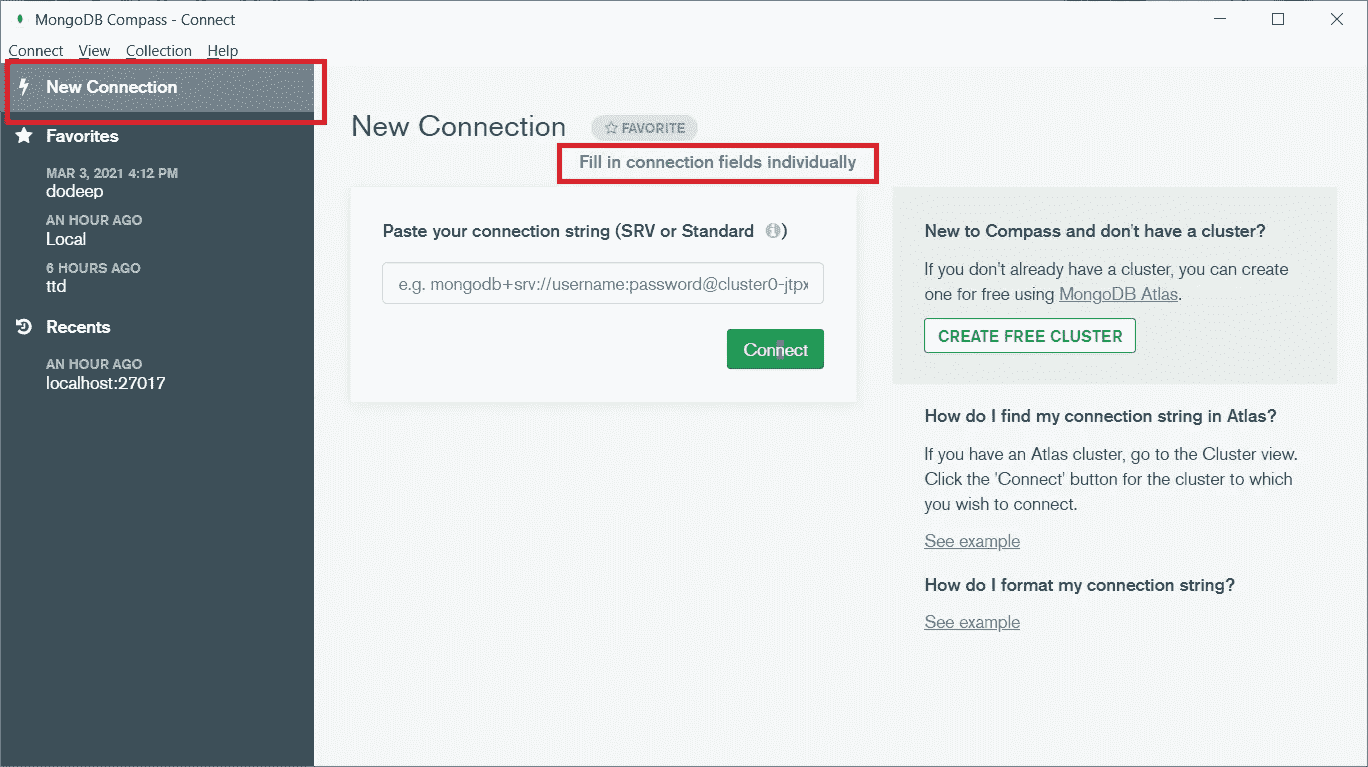 MongoDB Compass - Connect
Connect View Collection Help
New Connection
Favorites
MAR 3, 2021 4:12 PM
dodeep
AN HOUR AGO
Local
6 HOURS AGO
ttd
Recents
AN HOUR AGO
localhost:27017
New Connection FAVORITE
Fill in connection fields individually
Paste your connection string (SRV or Standard i)
e.g. mongodb+srv://username:password@cluster0-jtpx
Connect
New to Compass and don't have a cluster?
If you don't already have a cluster, you can create
one for free using MongoDB Atlas.
CREATE FREE CLUSTER
How do I find my connection string in Atlas?
If you have an Atlas cluster, go to the Cluster view.
Click the 'Connect' button for the cluster to which
you wish to connect.
See example
How do I format my connection string?
See example